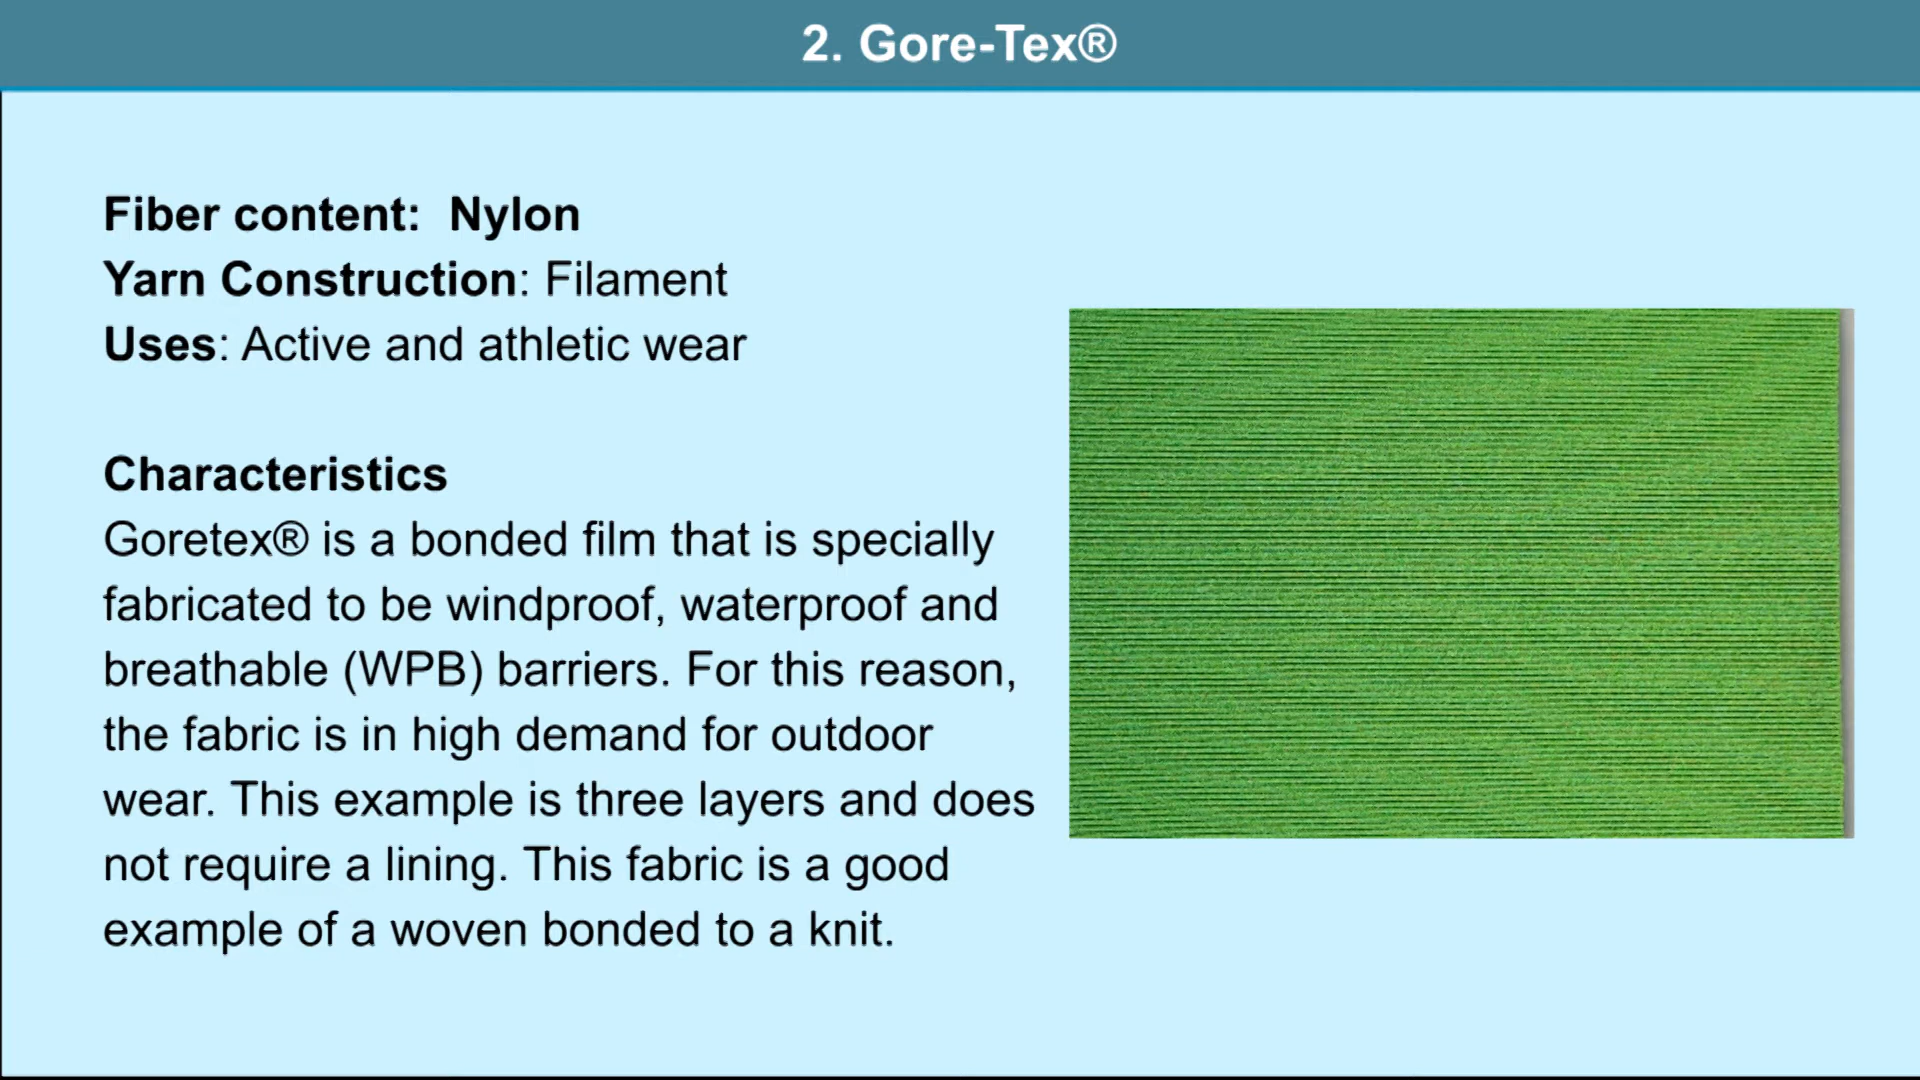 2. Gore-Tex®
Fiber content: Nylon
Yarn Construction: Filament
Uses: Active and athletic wear
Characteristics
Goretex® is a bonded film that is specially
fabricated to be windproof, waterproof and
breathable (WPB) barriers. For this reason,
the fabric is in high demand for outdoor
wear. This example is three layers and does
not require a lining. This fabric is a good
example of a woven bonded to a knit.